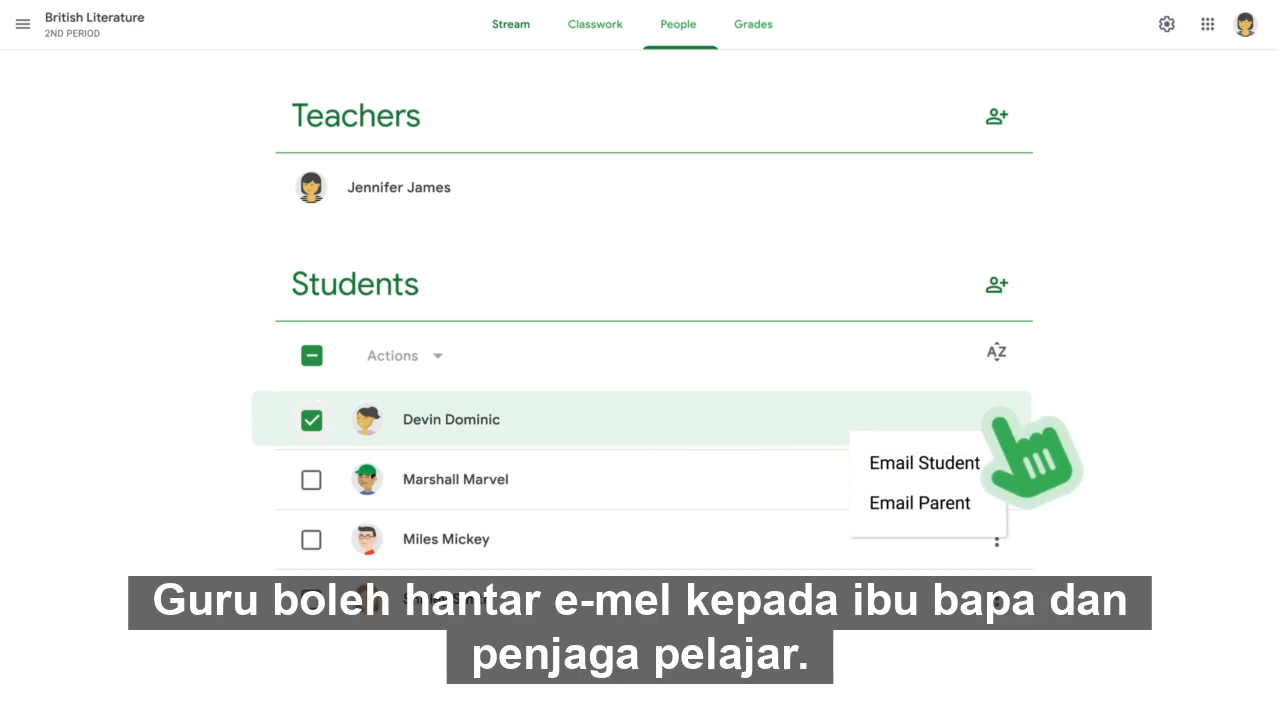 British Literature
2ND PERIOD
Stream
Classwork
People
Grades
Teachers
Jennifer James
Students
Actions
AZ
Devin Dominic
Email Student
Marshall Marvel
Email Parent
Miles Mickey
Guru boleh hantar e-mel kepada ibu bapa dan
penjaga pelajar.